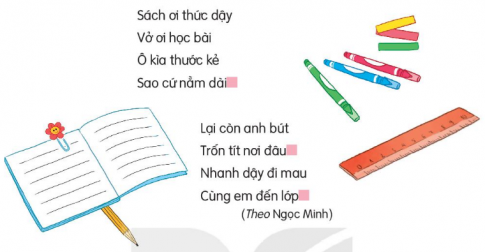 Sách ơi thức dậy
Vở ơi học bài
Ô kìa thước kẻ
Sao cứ nằm dài
Lại còn anh bút
Trốn tít nơi đâu
Nhanh dậy đi mau
Cùng em đến lớp
(Theo Ngọc Minh)